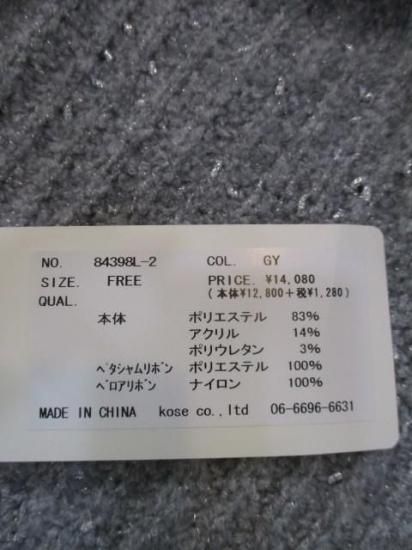 NO. 84398L-2 COL. GY
SIZE. FREE PRICE. ¥14,080
(本体¥12,800+税¥1,280)
QUAL.
本体 ポリエステル 83%
アクリル 14%
ポリウレタン 3%
ﾍﾟﾀｼｬﾑﾘﾎﾞﾝ ポリエステル 100%
ﾍﾞﾛｱﾘﾎﾞﾝ ナイロン 100%
MADE IN CHINA kose co.,ltd 06-6696-6631